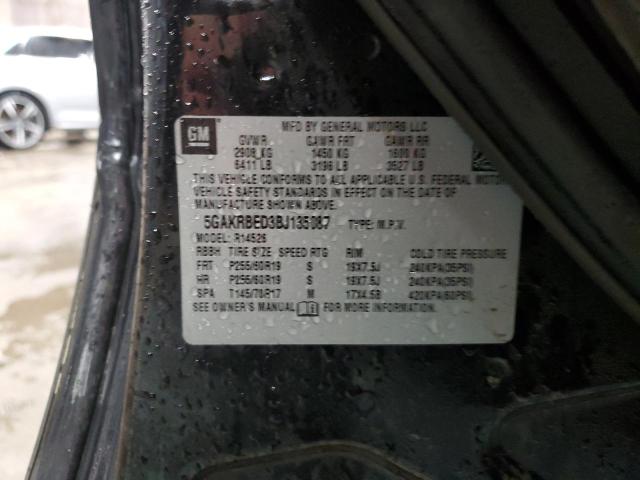 GM
MFD BY GENERAL MOTORS LLC
GVWR GAWR FRT GAWR RR
2908 KG 1450 KG 1600 KG
6411 LB 3196 LB 3527 LB
THIS VEHICLE CONFORMS TO ALL APPLICABLE U.S. FEDERAL MOTOR
VEHICLE SAFETY STANDARDS IN EFFECT ON THE DATE OF
MANUFACTURE SHOWN ABOVE.
5GAKRBED3BJ135087 TYPE: M.P.V.
MODEL: R14526
RBBH TIRE SIZE SPEED RTG RIM COLD TIRE PRESSURE
FRT P255/60R19 S 19X7.5J 240KPA(35PSI)
RR P255/60R19 S 19X7.5J 240KPA(35PSI)
SPA T145/70R17 M 17X4.5B 420KPA(60PSI)
SEE OWNER'S MANUAL FOR MORE INFORMATION.